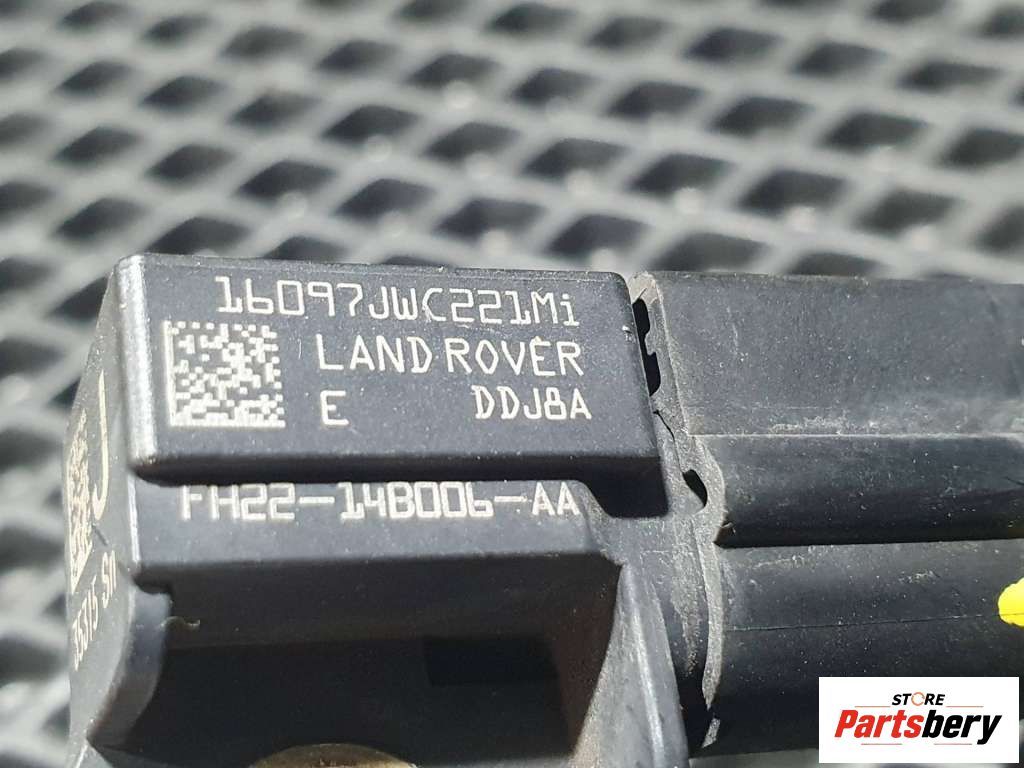 16097JWC221Mi
LAND ROVER
E DDJ8A
FH22-14B006-AA
J
STORE
Partsbery